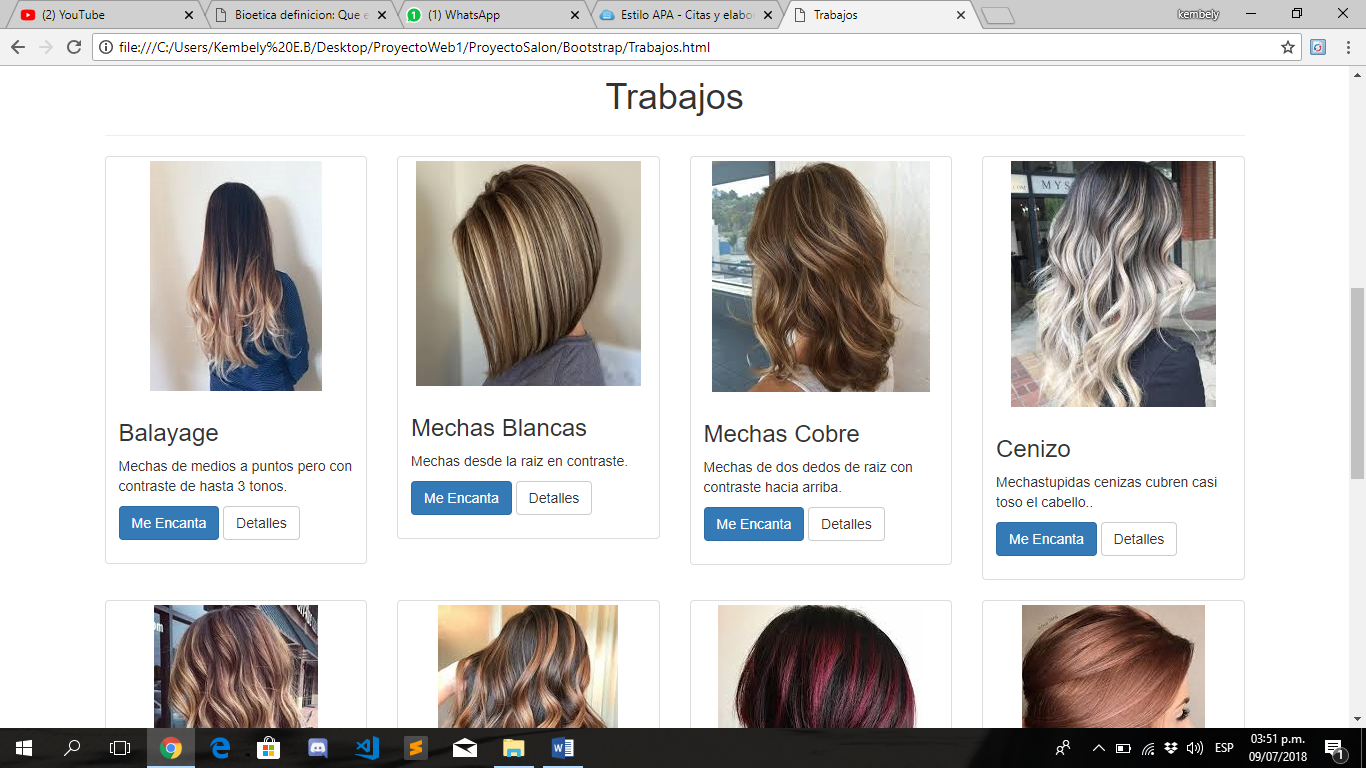 (2) YouTube
Bioetica definicion: Que e
(1) WhatsApp
Estilo APA - Citas y elabo
Trabajos
kembely
file:///C:/Users/Kembely%20E.B/Desktop/ProyectoWeb1/ProyectoSalon/Bootstrap/Trabajos.html
Trabajos
MYS
.COM
Balayage
Mechas de medios a puntos pero con
contraste de hasta 3 tonos.
Me Encanta
Detalles
Mechas Blancas
Mechas desde la raiz en contraste.
Me Encanta
Detalles
Mechas Cobre
Mechas de dos dedos de raiz con
contraste hacia arriba.
Me Encanta
Detalles
Cenizo
Mechastupidas cenizas cubren casi
toso el cabello..
Me Encanta
Detalles
om
ESP
03:51 p.m.
09/07/2018
1